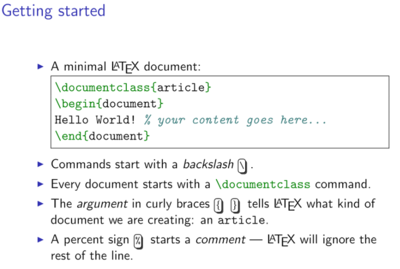 Getting started
A minimal LATEX document:
\documentclass{article}
\begin{document}
Hello World! % your content goes here...
\end{document}
Commands start with a backslash \ .
Every document starts with a \documentclass command.
The argument in curly braces { } tells LATEX what kind of
document we are creating: an article.
A percent sign % starts a comment — LATEX will ignore the
rest of the line.